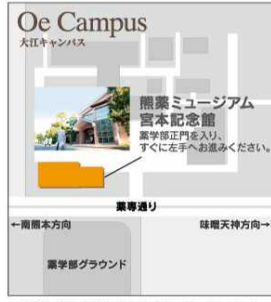 Oe Campus
大江キャンパス
熊薬ミュージアム
宮本記念館
薬学部正門を入り、
すぐに左手へお進みください。
薬専通り
←南熊本方向
味噌天神方向→
薬学部グラウンド